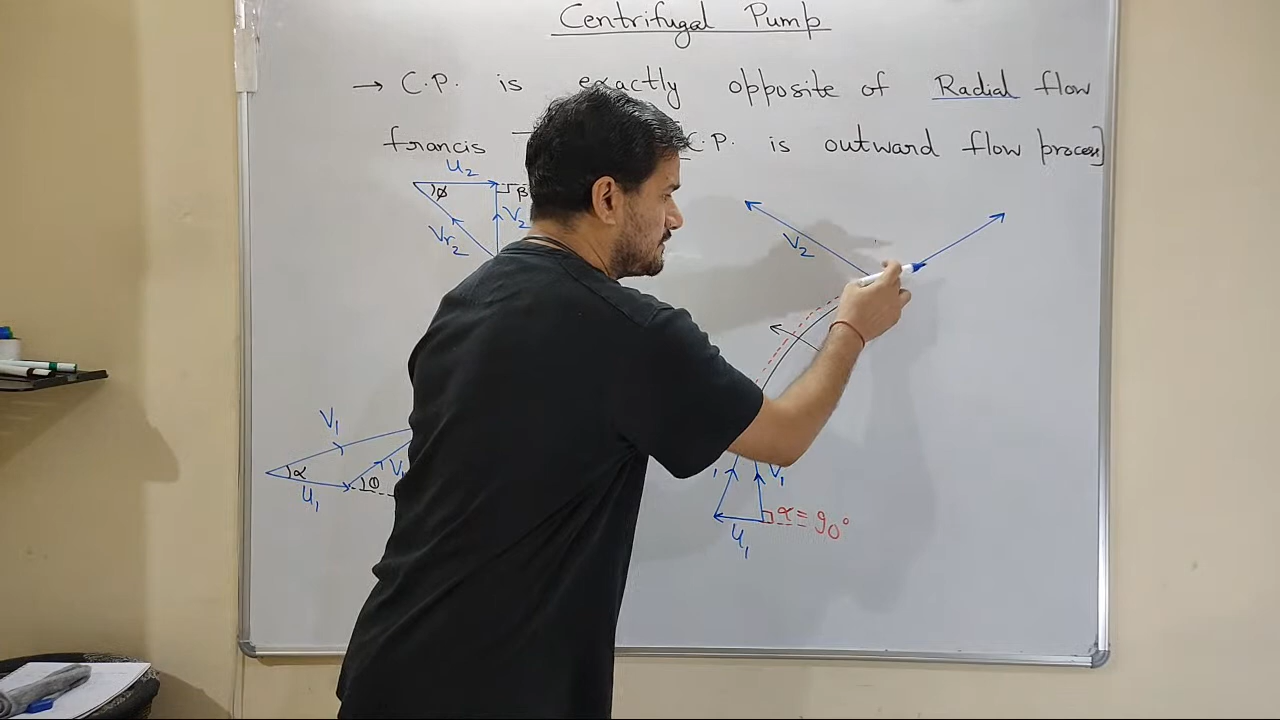 Centrifugal Pump
→ C.P. is exactly opposite of Radial flow
francis C.P. is outward flow process]
U₂
ϕ β
V₂
Vr₂
V₂
V₁
α
U₁
θ
V₁
α = 90°
U₁